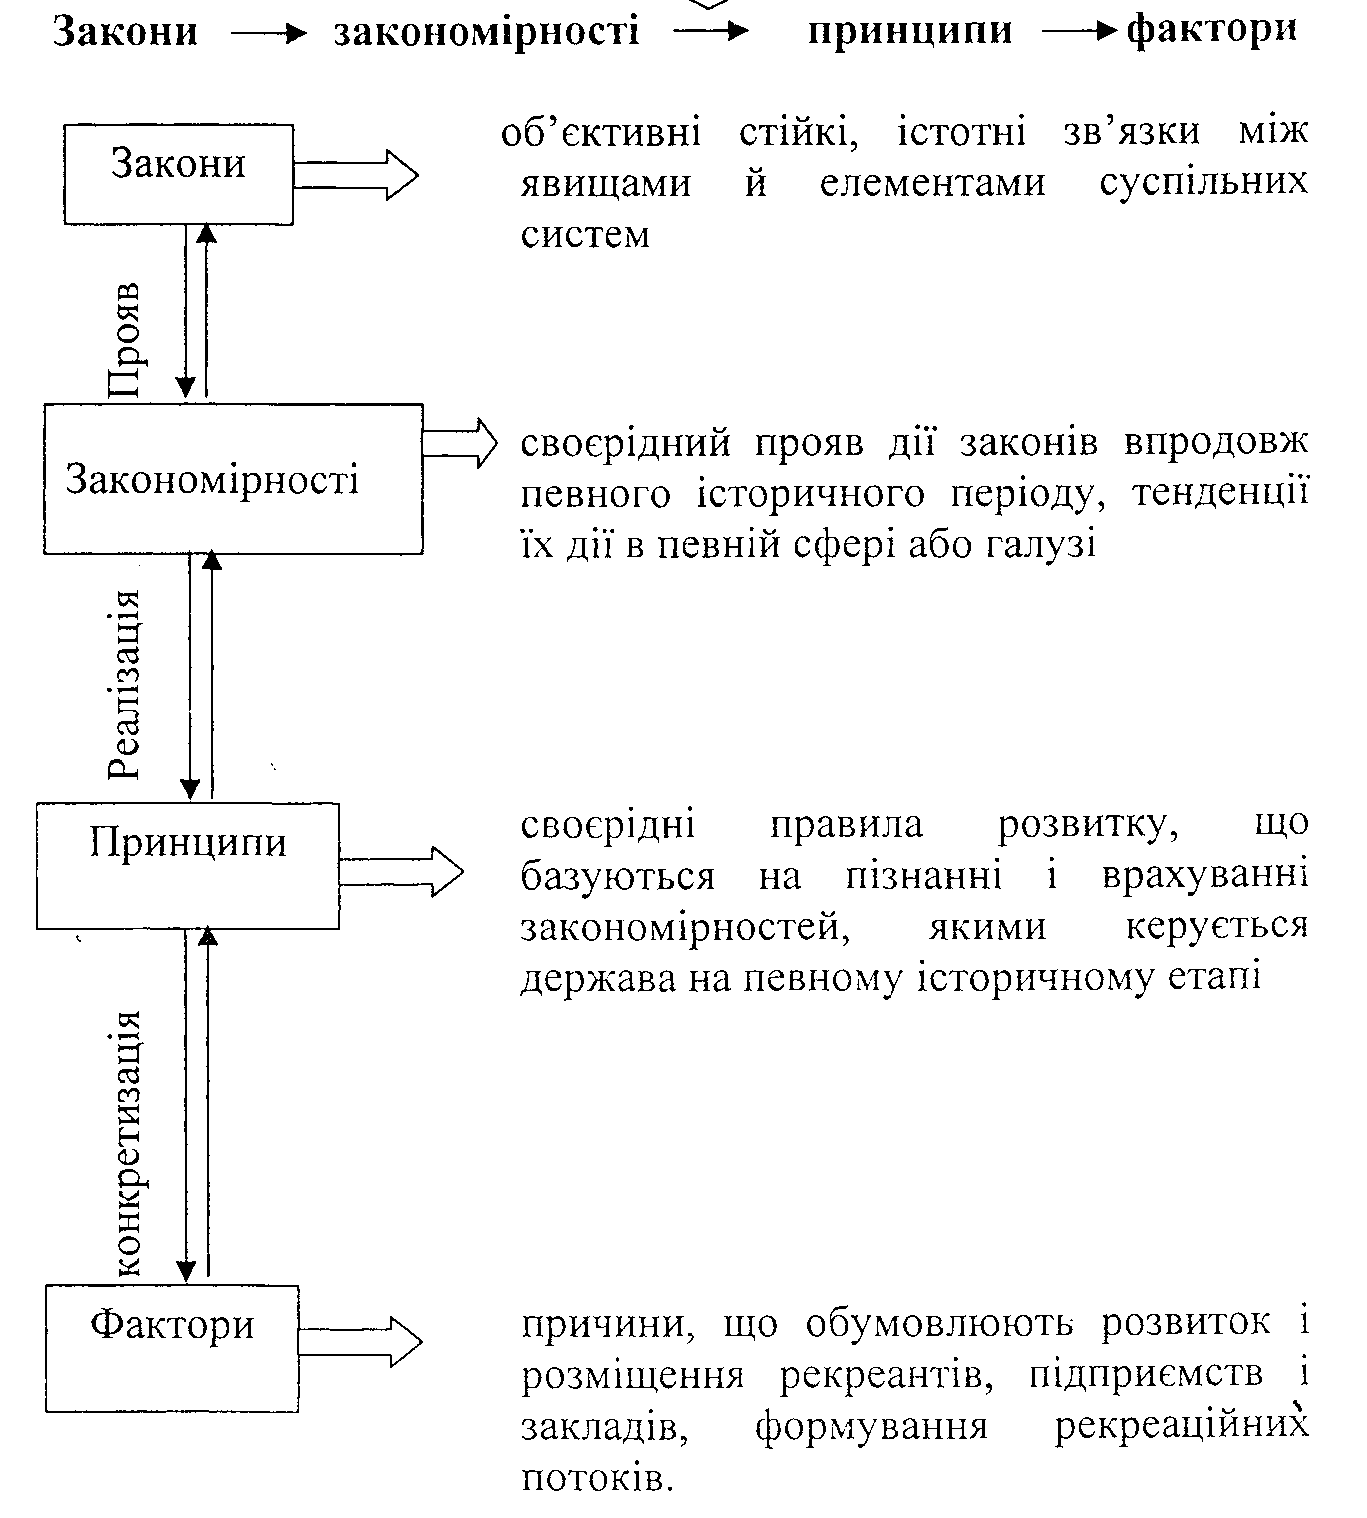 Закони → закономірності → принципи → фактори
Закони
об’єктивні стійкі, істотні зв’язки між
явищами й елементами суспільних
систем
Прояв
Закономірності
своєрідний прояв дії законів впродовж
певного історичного періоду, тенденції
їх дії в певній сфері або галузі
Реалізація
Принципи
своєрідні правила розвитку, що
базуються на пізнанні і врахуванні
закономірностей, якими керується
держава на певному історичному етапі
конкретизація
Фактори
причини, що обумовлюють розвиток і
розміщення рекреантів, підприємств і
закладів, формування рекреаційних
потоків.